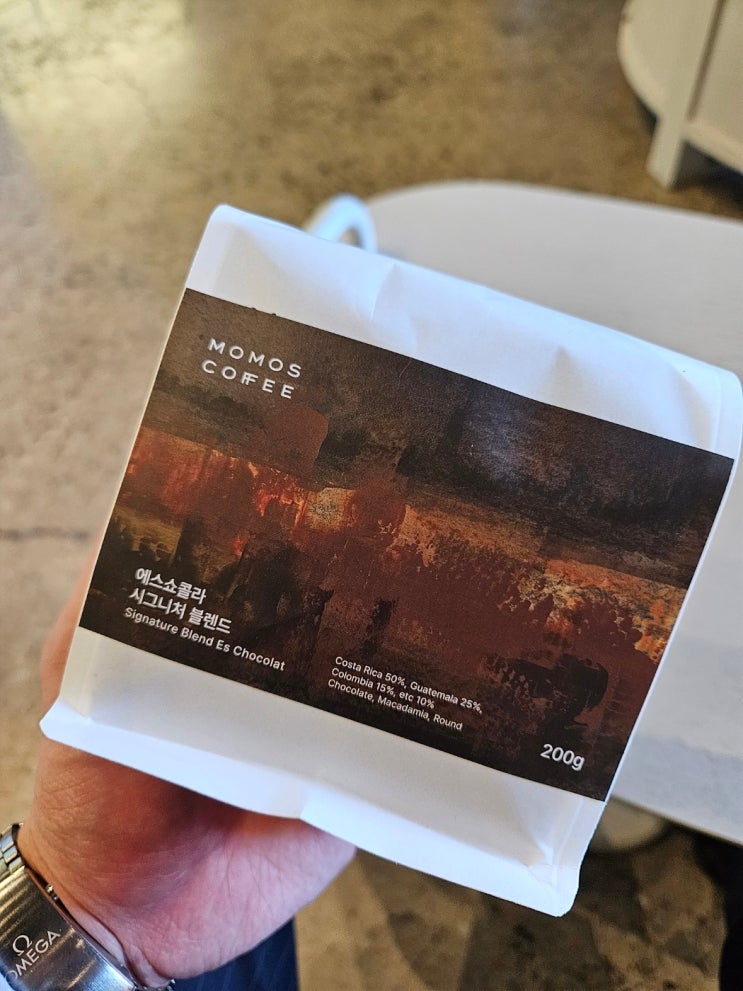 MOMOS
COFFEE
에스쇼콜라
시그니처 블렌드
Signature Blend Es Chocolat
Costa Rica 50%, Guatemala 25%,
Colombia 15%, etc 10%
Chocolate, Macadamia, Round
200g
Ω
OMEGA